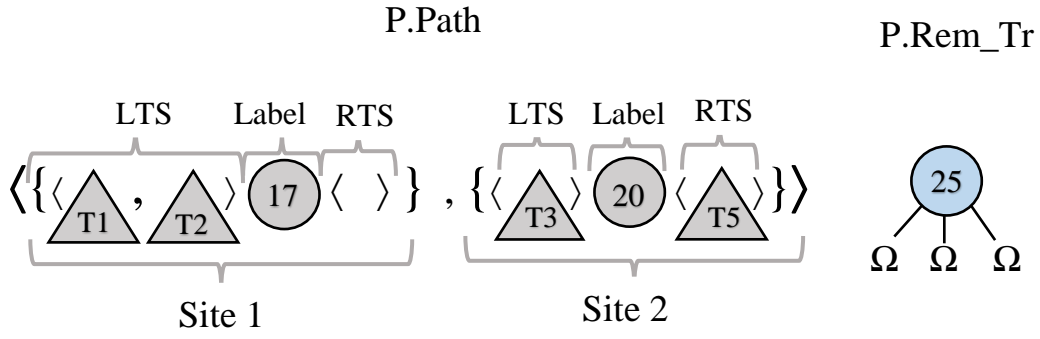 P.Path
P.Rem_Tr
LTS Label RTS LTS Label RTS
⟨{⟨T1, T2⟩ 17 ⟨ ⟩} , {⟨T3⟩ 20 ⟨T5⟩}⟩
25
Ω Ω Ω
Site 1 Site 2